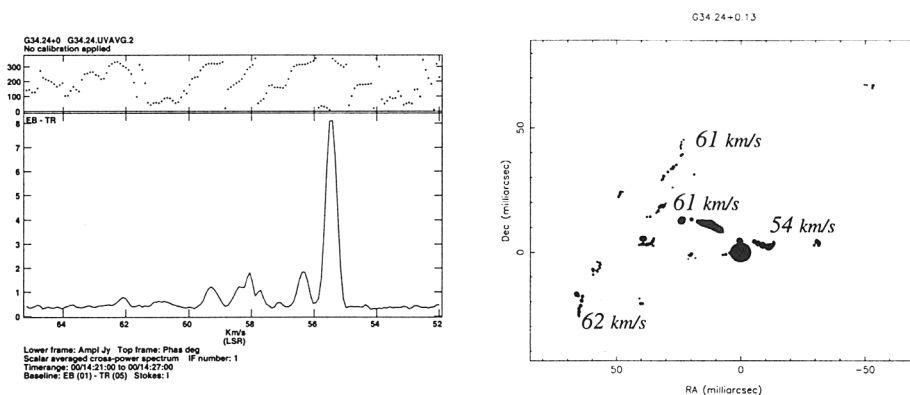 G34.24+0 G34.24.UVAVG.2
No calibration applied
300
200
100
0
EB - TR
8
7
6
5
4
3
2
1
0
64 62 60 58 56 54 52
Km/s
(LSR)
Lower frame: Ampl Jy Top frame: Phas deg
Scalar averaged cross-power spectrum IF number: 1
Timerange: 00/14:21:00 to 00/14:27:00
Baseline: EB (01) - TR (05) Stokes: I
G34.24+0.13
Dec (milliarcsec)
50
0
61 km/s
61 km/s
54 km/s
62 km/s
50 0 -50
RA (milliarcsec)